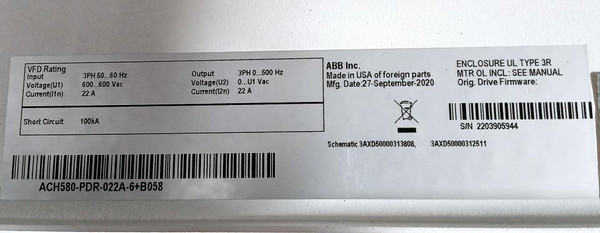 VFD Rating
Input 3PH 50...60 Hz Output 3PH 0...500 Hz
Voltage(U1) 600...600 Vac Voltage(U2) 0...U1 Vac
Current(I1n) 22 A Current(I2n) 22 A
Short Circuit 100kA
ACH580-PDR-022A-6+B058
ABB Inc.
Made in USA of foreign parts
Mfg. Date:27-September-2020
Schematic 3AXD50000313808, 3AXD50000312511
ENCLOSURE UL TYPE 3R
MTR OL INCL: SEE MANUAL
Orig. Drive Firmware:
S/N 2203905944